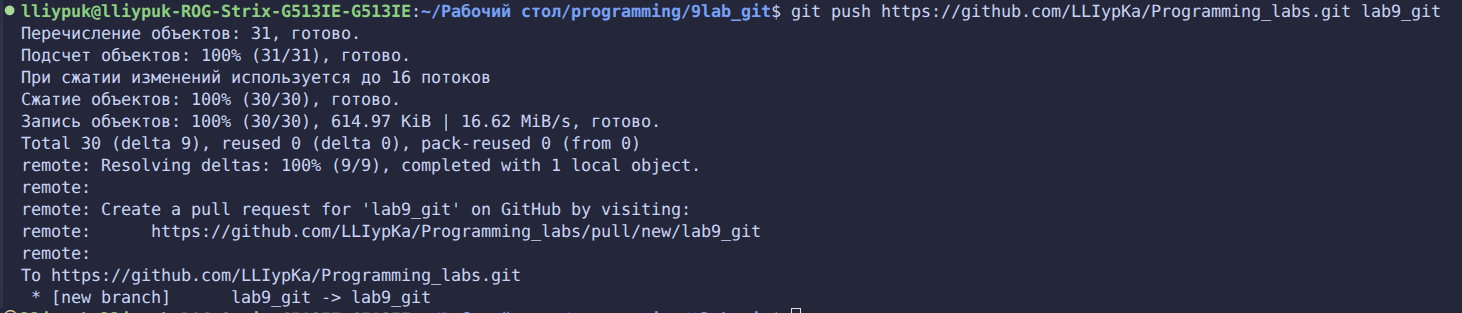 lliypuk@lliypuk-ROG-Strix-G513IE-G513IE:~/Рабочий стол/programming/9lab_git$ git push https://github.com/LLIypKa/Programming_labs.git lab9_git
Перечисление объектов: 31, готово.
Подсчет объектов: 100% (31/31), готово.
При сжатии изменений используется до 16 потоков
Сжатие объектов: 100% (30/30), готово.
Запись объектов: 100% (30/30), 614.97 KiB | 16.62 MiB/s, готово.
Total 30 (delta 9), reused 0 (delta 0), pack-reused 0 (from 0)
remote: Resolving deltas: 100% (9/9), completed with 1 local object.
remote:
remote: Create a pull request for 'lab9_git' on GitHub by visiting:
remote:      https://github.com/LLIypKa/Programming_labs/pull/new/lab9_git
remote:
To https://github.com/LLIypKa/Programming_labs.git
 * [new branch]      lab9_git -> lab9_git